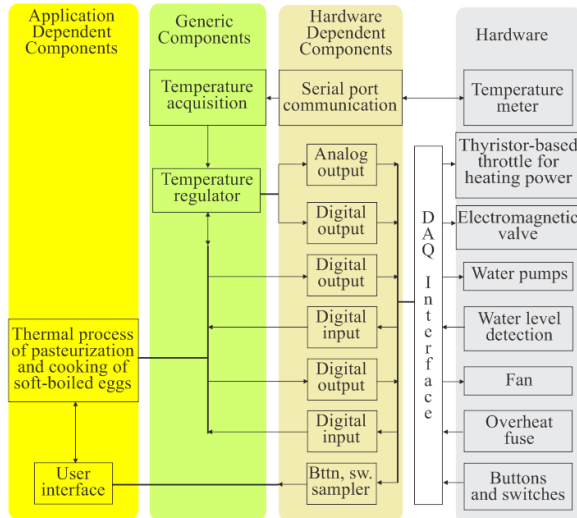 Application
Dependent
Components
Generic
Components
Hardware
Dependent
Components
Hardware
Temperature
acquisition
Serial port
communication
Temperature
meter
Temperature
regulator
Analog
output
Thyristor-based
throttle for
heating power
Digital
output
Electromagnetic
valve
Digital
output
Water pumps
DAQ Interface
Thermal process
of pasteurization
and cooking of
soft-boiled eggs
Digital
input
Water level
detection
Digital
output
Fan
Digital
input
Overheat
fuse
User
interface
Bttn, sw.
sampler
Buttons
and switches